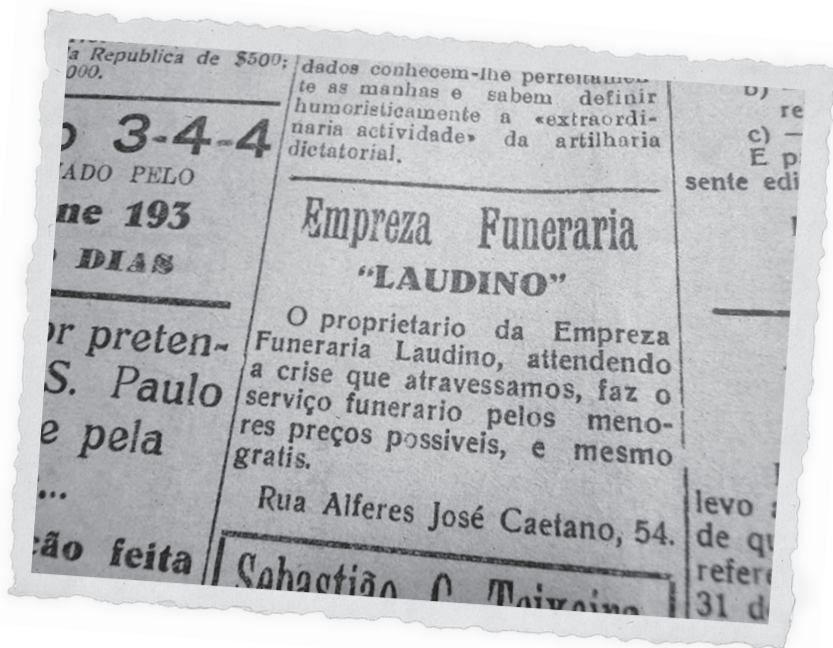 a Republica de $500;
000.
3-4-4
ADO PELO
ne 193
DIAS
or preten-
S. Paulo
e pela
...
ção feita
dados conhecem-lhe perfeitamen-
te as manhas e sabem definir
humoristicamente a «extraordi-
naria actividade» da artilharia
dictatorial.
Empreza Funeraria
“LAUDINO”
O proprietario da Empreza
Funeraria Laudino, attendendo
a crise que atravessamos, faz o
serviço funerario pelos meno-
res preços possiveis, e mesmo
gratis.
Rua Alferes José Caetano, 54.
Sebastião C. Teixeira
b) —
re
c) —
E p
sente edi
levo
de qu
refere
31 d